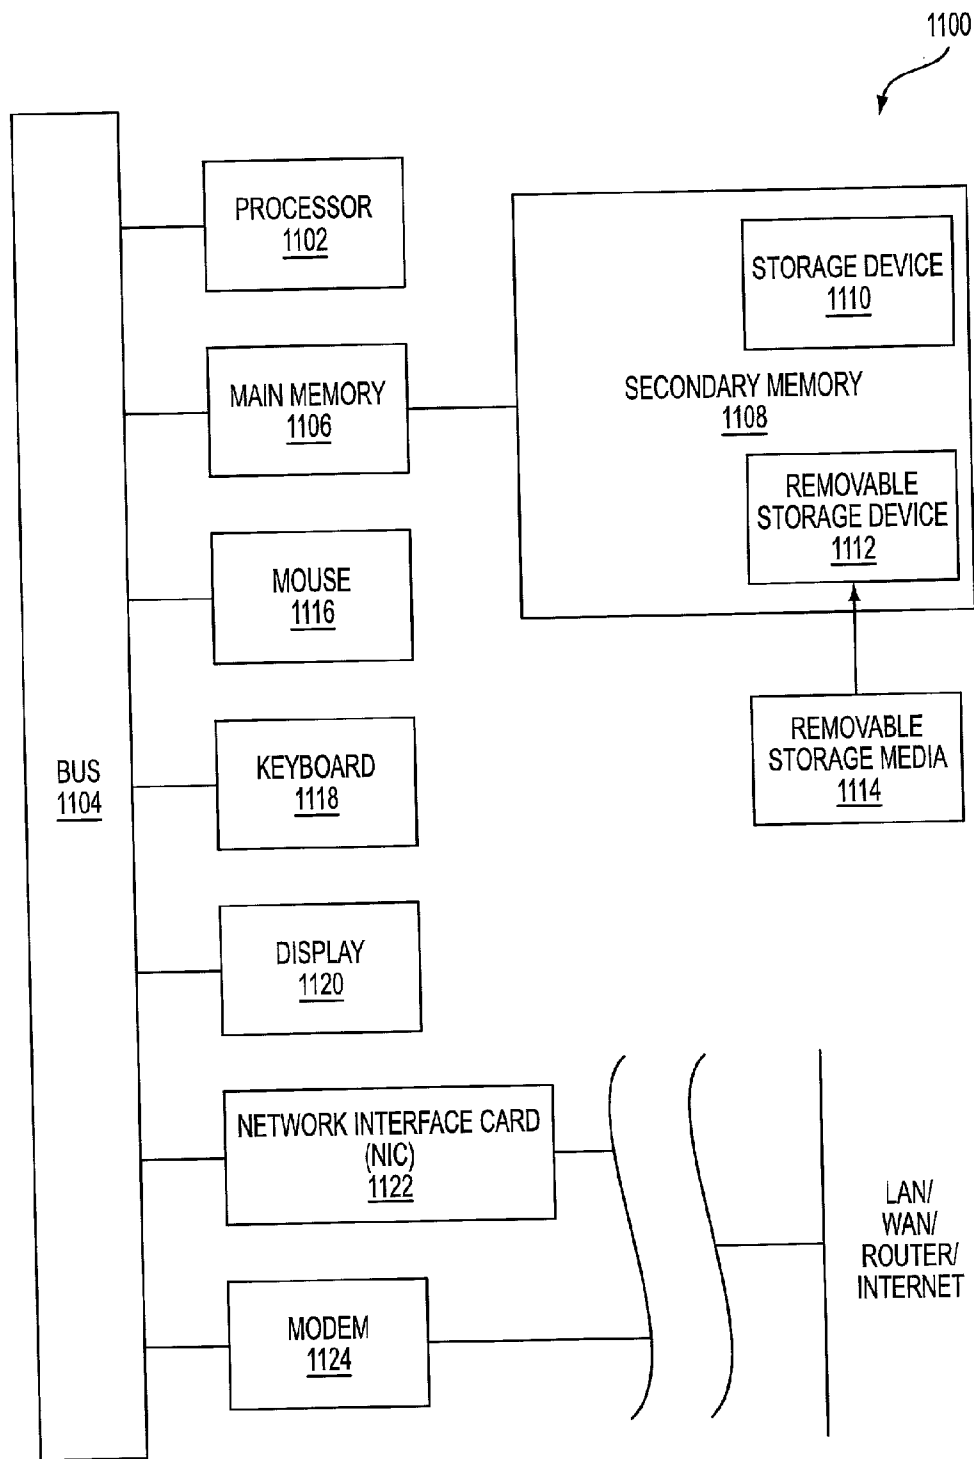 1100
PROCESSOR
1102
STORAGE DEVICE
1110
MAIN MEMORY
1106
SECONDARY MEMORY
1108
REMOVABLE
STORAGE DEVICE
1112
MOUSE
1116
REMOVABLE
STORAGE MEDIA
1114
BUS
1104
KEYBOARD
1118
DISPLAY
1120
NETWORK INTERFACE CARD
(NIC)
1122
LAN/
WAN/
ROUTER/
INTERNET
MODEM
1124